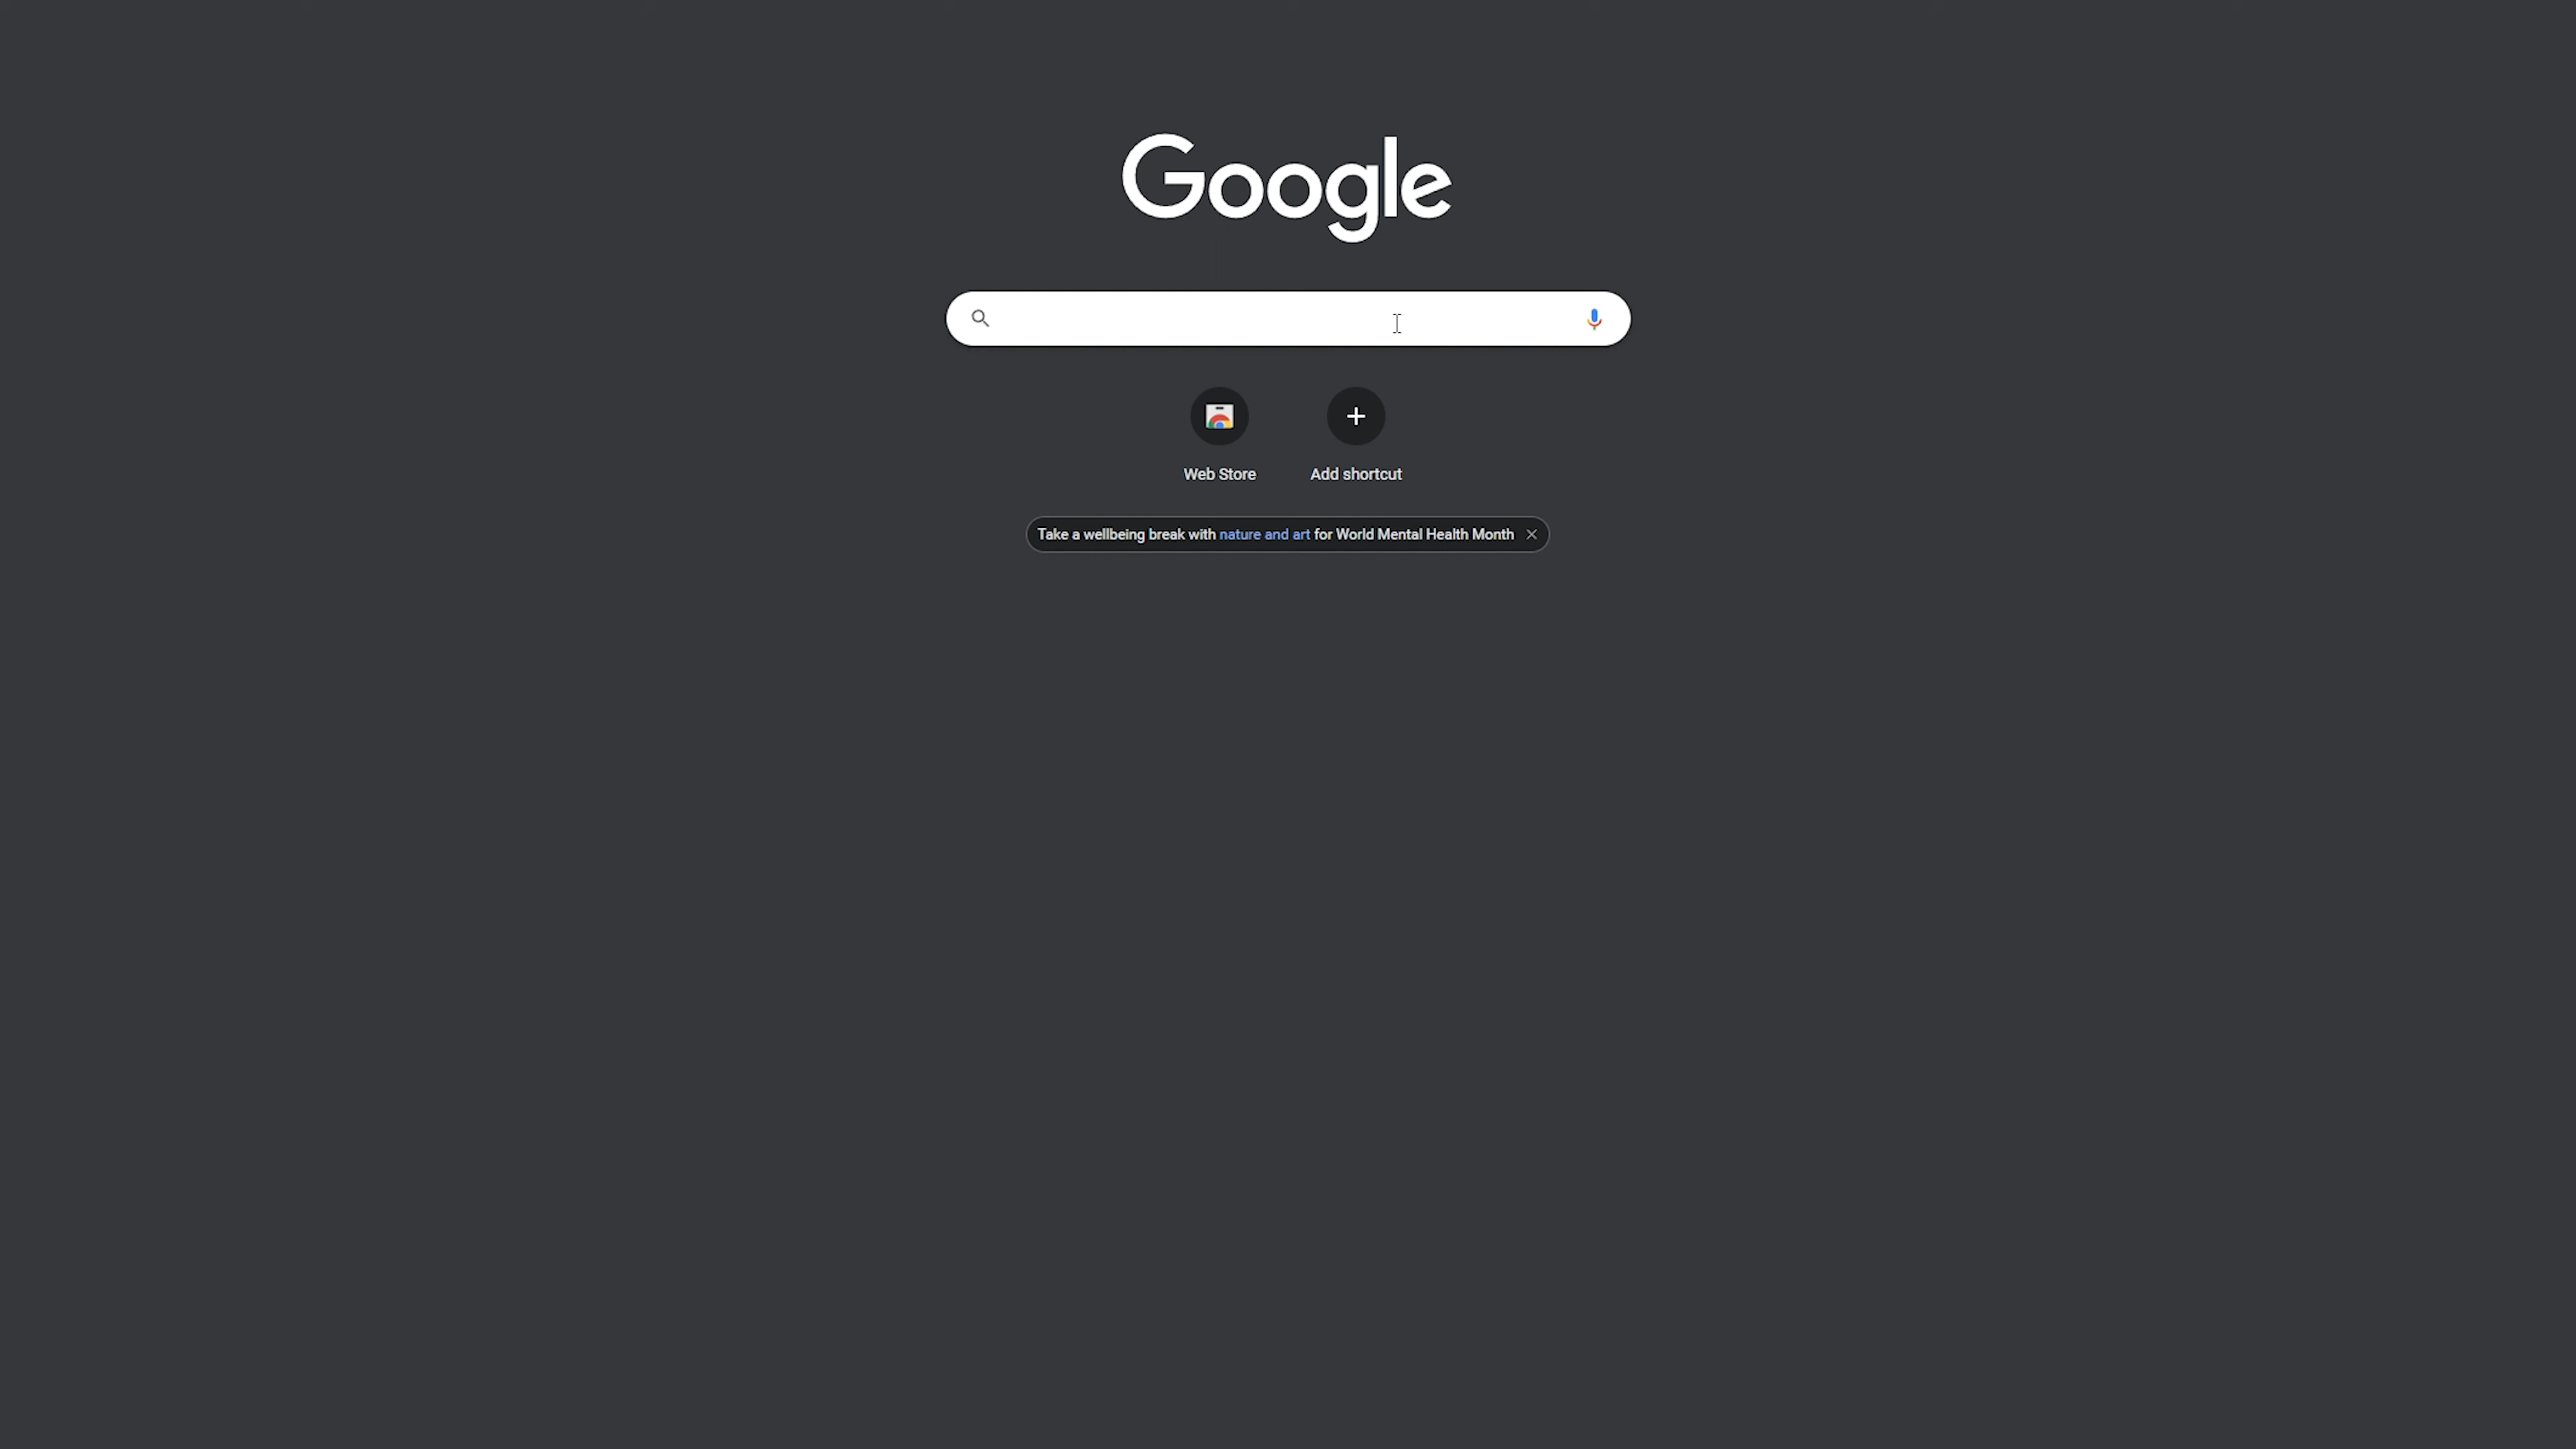 Google
Web Store
Add shortcut
Take a wellbeing break with nature and art for World Mental Health Month